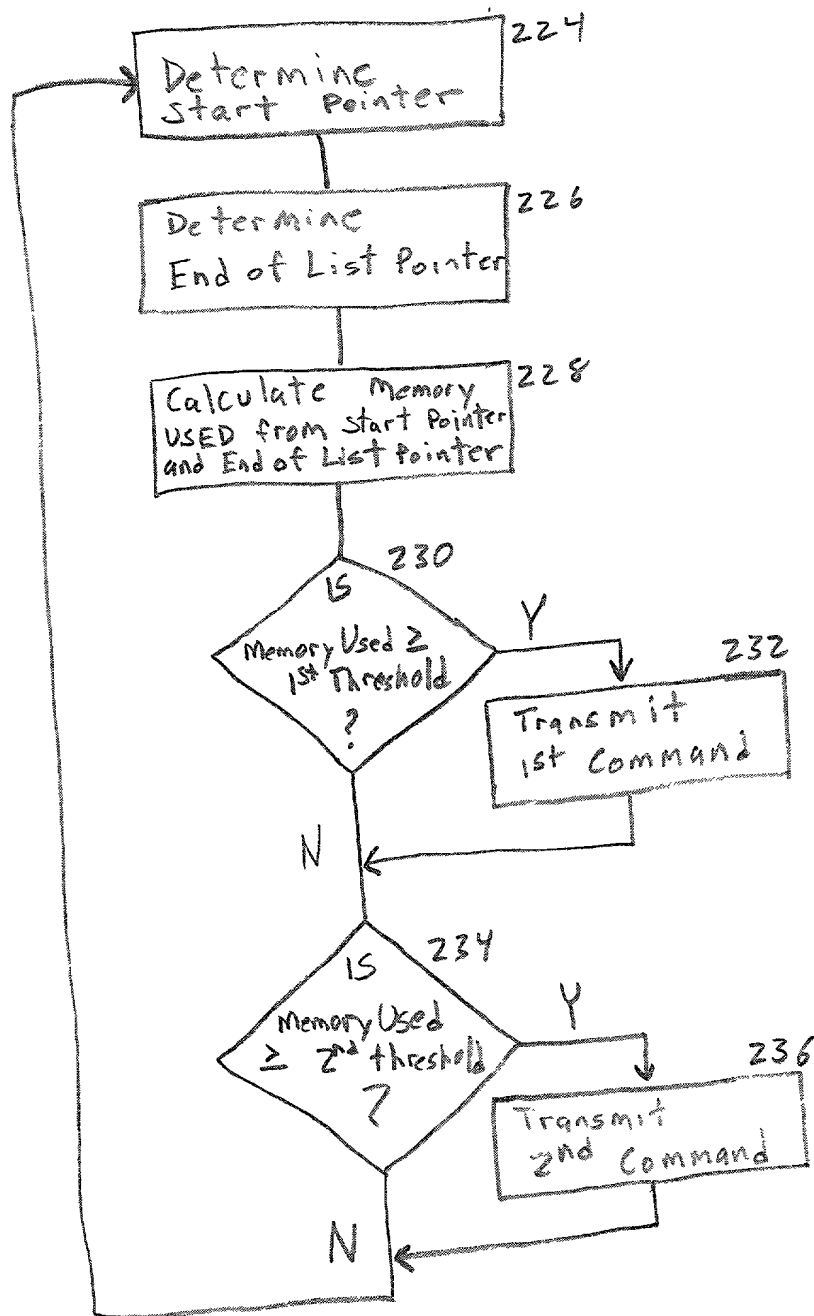 224
Determine
Start Pointer
226
Determine
End of List Pointer
228
Calculate Memory
USED from Start Pointer
and End of List Pointer
230
IS
Memory Used ≥
1st Threshold
?
Y
232
Transmit
1st Command
N
234
IS
Memory Used
≥ 2nd threshold
?
Y
236
Transmit
2nd Command
N